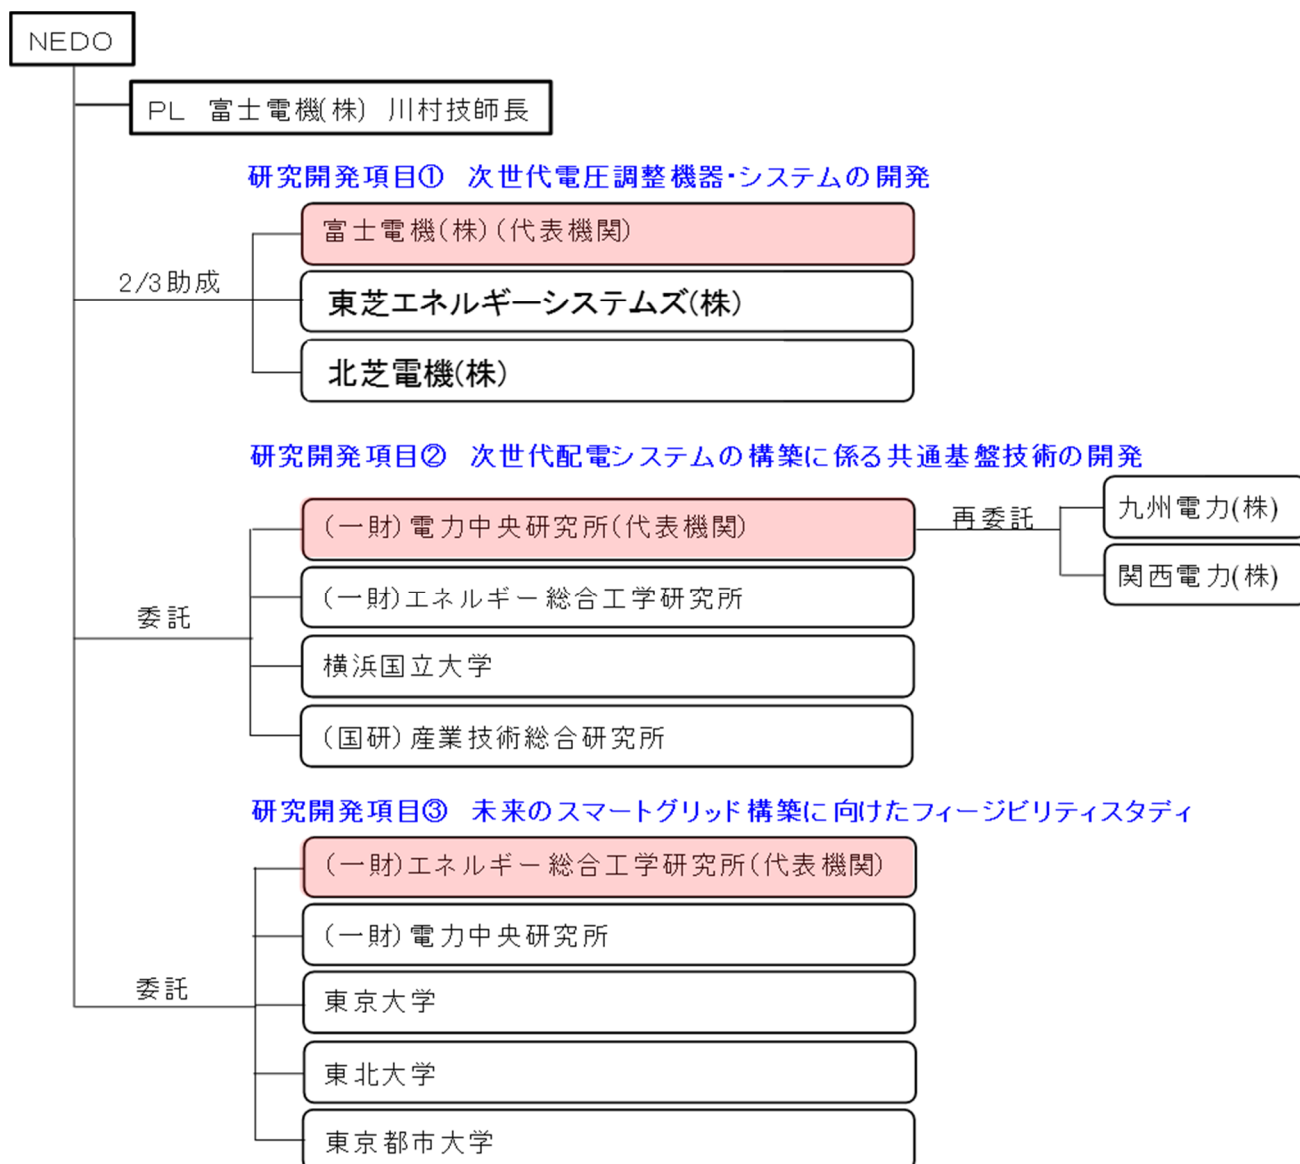 NEDO
PL 富士電機(株) 川村技師長
研究開発項目① 次世代電圧調整機器・システムの開発
2/3助成
富士電機(株)(代表機関)
東芝エネルギーシステムズ(株)
北芝電機(株)
研究開発項目② 次世代配電システムの構築に係る共通基盤技術の開発
委託
(一財)電力中央研究所(代表機関)
再委託
九州電力(株)
関西電力(株)
(一財)エネルギー総合工学研究所
横浜国立大学
(国研)産業技術総合研究所
研究開発項目③ 未来のスマートグリッド構築に向けたフィージビリティスタディ
委託
(一財)エネルギー総合工学研究所(代表機関)
(一財)電力中央研究所
東京大学
東北大学
東京都市大学